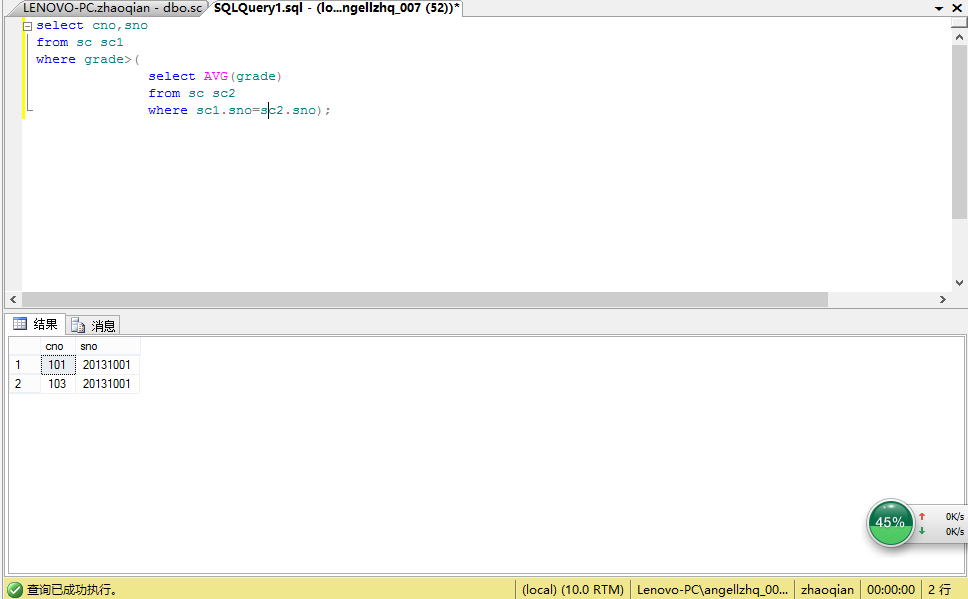 LENOVO-PC.zhaoqian - dbo.sc SQLQuery1.sql - (lo...ngellzhq_007 (52))*
select cno,sno
from sc sc1
where grade>(
select AVG(grade)
from sc sc2
where sc1.sno=sc2.sno);
结果 消息
cno sno
1 101 20131001
2 103 20131001
45% 0K/s
0K/s
查询已成功执行。 (local) (10.0 RTM) Lenovo-PC\angellzhq_00... zhaoqian 00:00:00 2 行